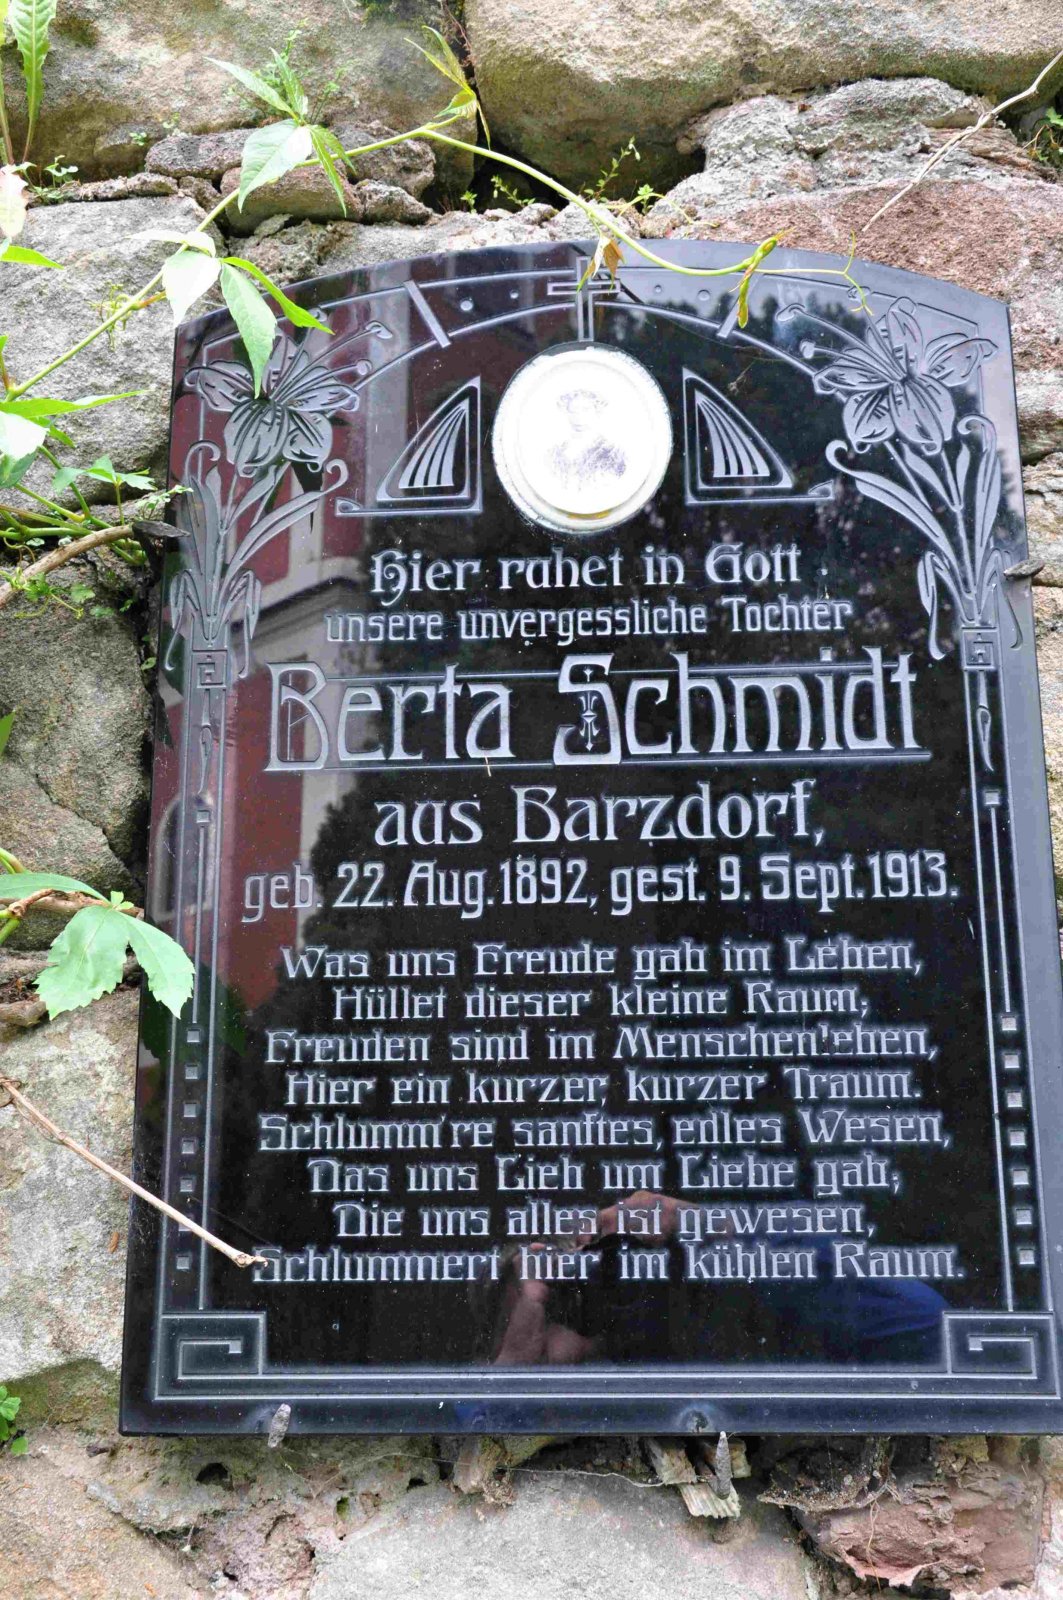 Hier ruhet in Gott
unsere unvergessliche Tochter
Berta Schmidt
aus Barzdorf,
geb. 22. Aug. 1892, gest. 9. Sept. 1913.
Was uns Freude gab im Leben,
Hüllet dieser kleine Raum;
Freuden sind im Menschenleben,
Hier ein kurzer, kurzer Traum.
Schlumm're sanftes, edles Wesen,
Das uns Lieb um Liebe gab;
Die uns alles ist gewesen,
Schlummert hier im kühlen Raum.